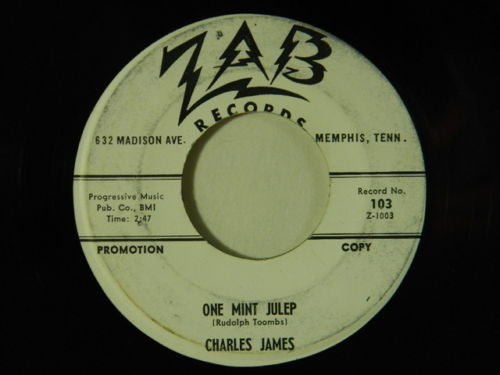 ZAB
RECORDS
632 MADISON AVE. MEMPHIS, TENN.
Progressive Music
Pub. Co., BMI
Time: 2:47
Record No.
103
Z-1003
PROMOTION COPY
ONE MINT JULEP
(Rudolph Toombs)
CHARLES JAMES